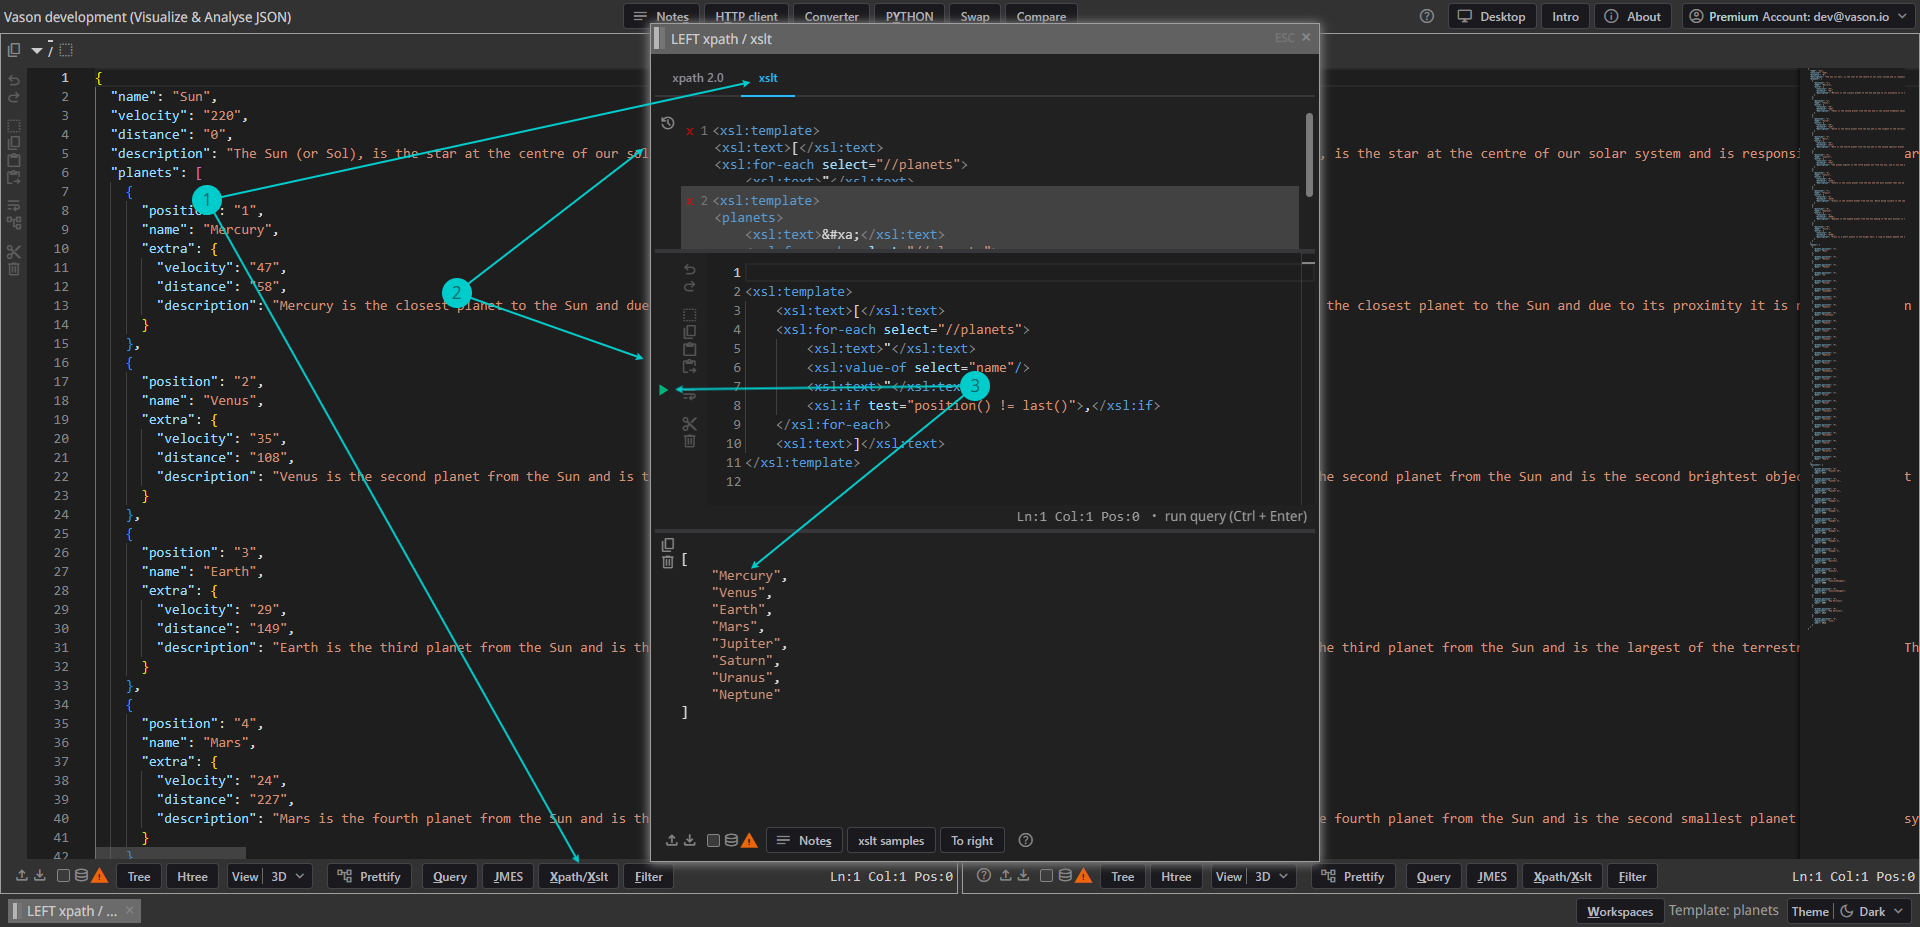 Vason development (Visualize & Analyse JSON)
Notes
HTTP client
Converter
PYTHON
Swap
Compare
Desktop
Intro
About
Premium Account: dev@vason.io
/
1 {
2 "name": "Sun",
3 "velocity": "220",
4 "distance": "0",
5 "description": "The Sun (or Sol), is the star at the centre of our sol
6 "planets": [
7 {
8 "positi : "1",
9 "name": "Mercury",
10 "extra": {
11 "velocity": "47",
12 "distance": "58",
13 "description": "Mercury is the closest planet to the Sun and due
14 }
15 },
16 {
17 "position": "2",
18 "name": "Venus",
19 "extra": {
20 "velocity": "35",
21 "distance": "108",
22 "description": "Venus is the second planet from the Sun and is t
23 }
24 },
25 {
26 "position": "3",
27 "name": "Earth",
28 "extra": {
29 "velocity": "29",
30 "distance": "149",
31 "description": "Earth is the third planet from the Sun and is th
32 }
33 },
34 {
35 "position": "4",
36 "name": "Mars",
37 "extra": {
38 "velocity": "24",
39 "distance": "227",
40 "description": "Mars is the fourth planet from the Sun and is th
41 }
42 }
1
2
3
LEFT xpath / xslt
ESC ×
xpath 2.0
xslt
x 1 <xsl:template>
<xsl:text>[</xsl:text>
<xsl:for-each select="//planets">
<xsl:text>"</xsl:text>
x 2 <xsl:template>
<planets>
<xsl:text>&#xa;</xsl:text>
1
2 <xsl:template>
3 <xsl:text>[</xsl:text>
4 <xsl:for-each select="//planets">
5 <xsl:text>"</xsl:text>
6 <xsl:value-of select="name"/>
7 <xsl:text>"</xsl:tex
8 <xsl:if test="position() != last()">,</xsl:if>
9 </xsl:for-each>
10 <xsl:text>]</xsl:text>
11 </xsl:template>
12
Ln:1 Col:1 Pos:0 • run query (Ctrl + Enter)
[
"Mercury",
"Venus",
"Earth",
"Mars",
"Jupiter",
"Saturn",
"Uranus",
"Neptune"
]
Notes
xslt samples
To right
, is the star at the centre of our solar system and is responsi
ar
the closest planet to the Sun and due to its proximity it is
n
he second planet from the Sun and is the second brightest objec
t
he third planet from the Sun and is the largest of the terrestr
Th
e fourth planet from the Sun and is the second smallest planet
sy
Tree
Htree
View
3D
Prettify
Query
JMES
Xpath/Xslt
Filter
Ln:1 Col:1 Pos:0
Tree
Htree
View
3D
Prettify
Query
JMES
Xpath/Xslt
Filter
Ln:1 Col:1 Pos:0
LEFT xpath / ... ×
Workspaces
Template: planets
Theme
Dark